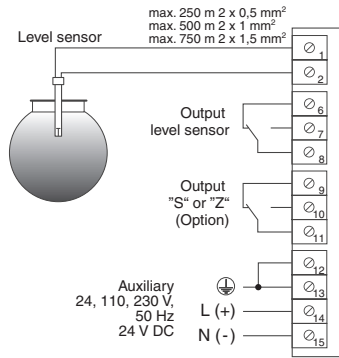 max. 250 m 2 x 0,5 mm²
max. 500 m 2 x 1 mm²
max. 750 m 2 x 1,5 mm²
Level sensor
1
2
Output
level sensor
6
7
8
Output
"S“ or "Z“
(Option)
9
10
11
Auxiliary
24, 110, 230 V,
50 Hz
24 V DC
L (+)
N (-)
12
13
14
15